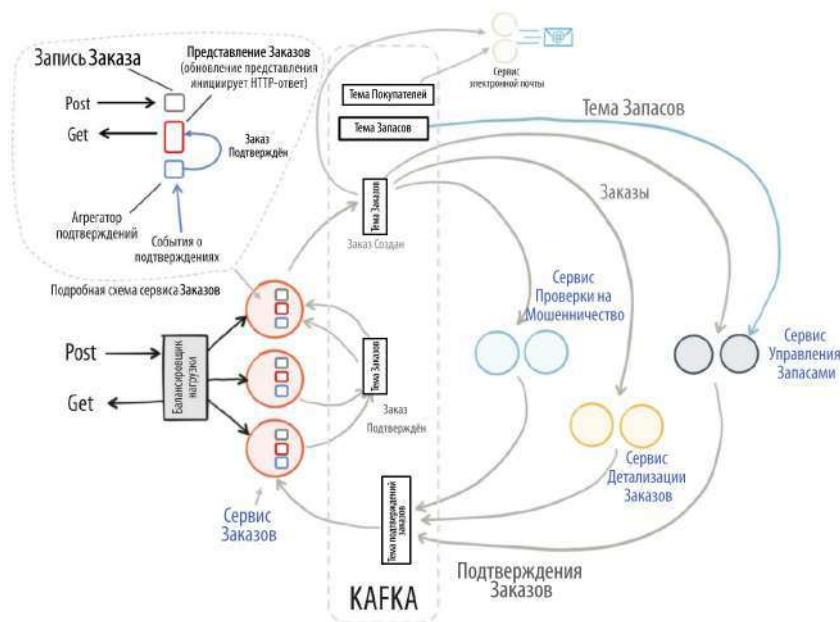 Запись Заказа
Представление Заказов
(обновление представления
инициирует HTTP-ответ)
Post
Get
Заказ
Подтверждён
Агрегатор
подтверждений
События о
подтверждениях
Подробная схема сервиса Заказов
Сервис
электронной почты
Тема Покупателей
Тема Запасов
Тема Запасов
Тема Заказов
Заказ Создан
Заказы
Сервис
Проверки на
Мошенничество
Сервис
Управления
Запасами
Post
Get
Балансировщик
нагрузки
Тема Заказов
Заказ
Подтверждён
Сервис
Детализации
Заказов
Сервис
Заказов
Тема подтверждений
заказов
Подтверждения
Заказов
KAFKA